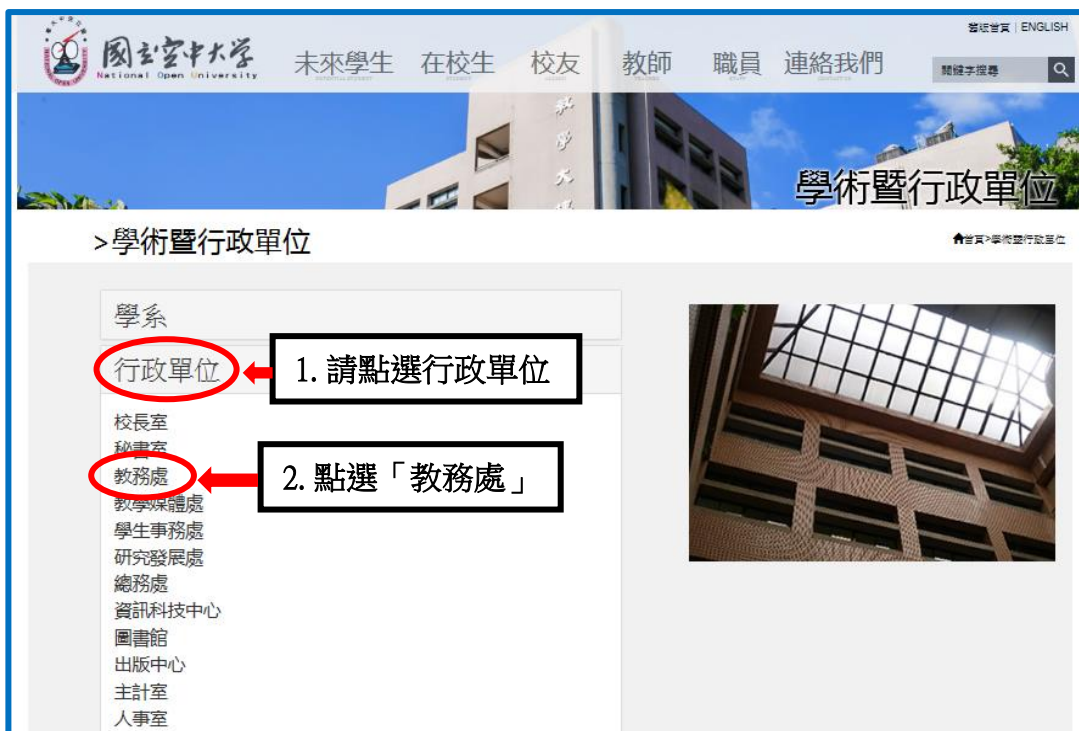 舊版首頁 | ENGLISH
國立空中大學
National Open University
未來學生 在校生 校友 教師 職員 連絡我們
關鍵字搜尋
教學大
學術暨行政單位
>學術暨行政單位
首頁>學術暨行政單位
學系
行政單位
1. 請點選行政單位
校長室
秘書室
教務處
2. 點選「教務處」
教學媒體處
學生事務處
研究發展處
總務處
資訊科技中心
圖書館
出版中心
主計室
人事室